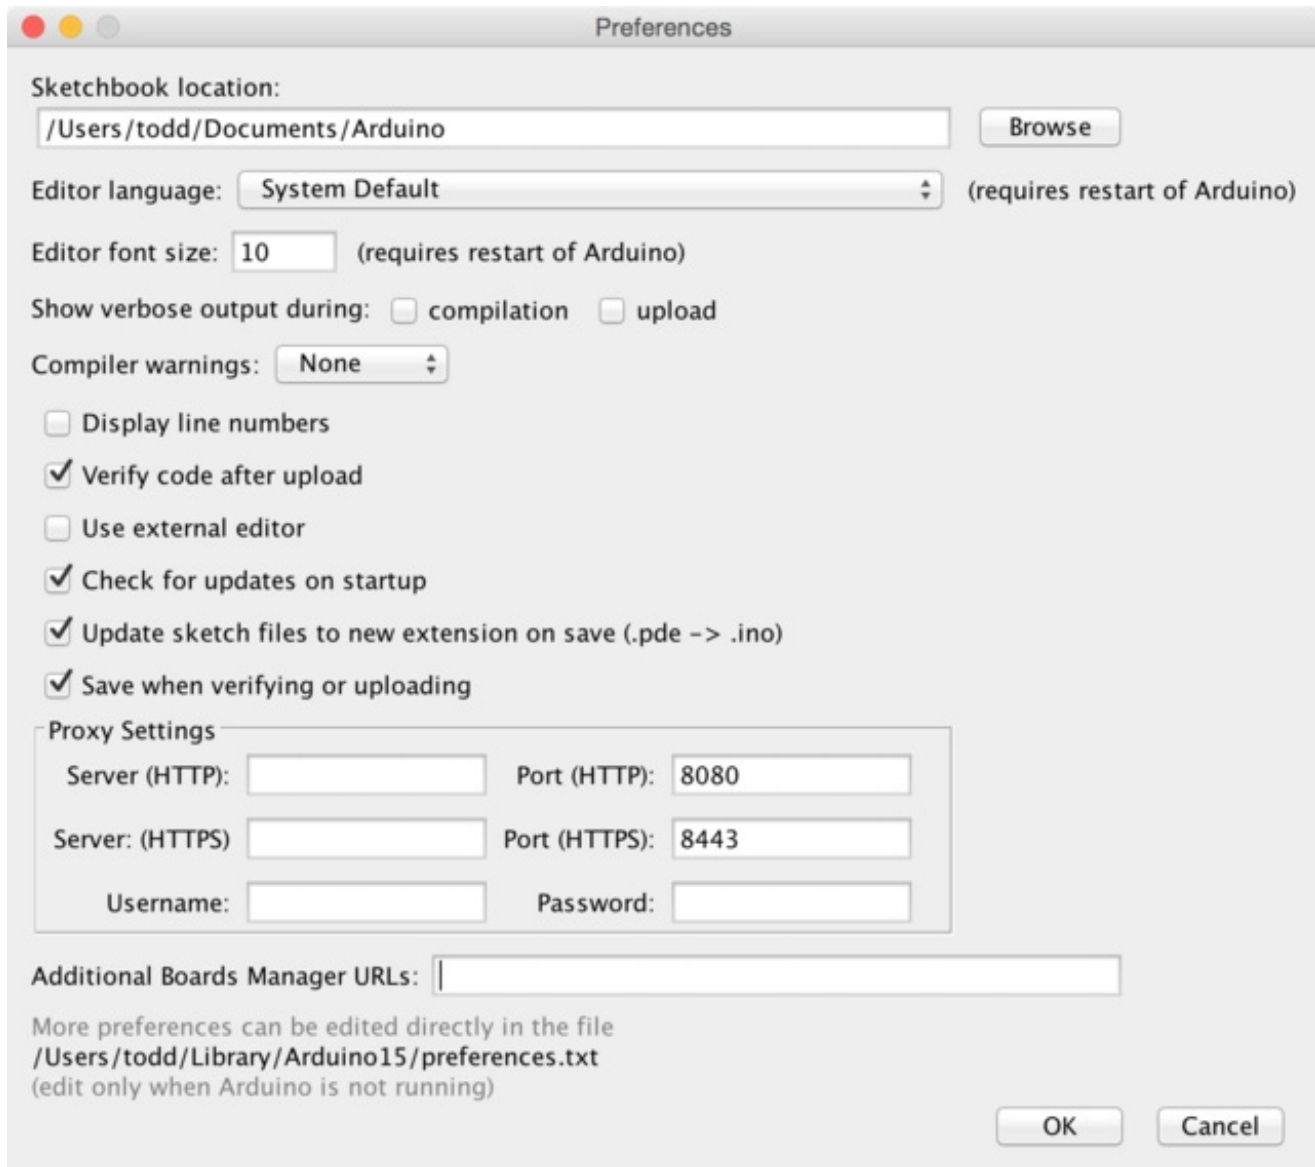 Preferences
Sketchbook location:
/Users/todd/Documents/Arduino Browse
Editor language: System Default (requires restart of Arduino)
Editor font size: 10 (requires restart of Arduino)
Show verbose output during: compilation upload
Compiler warnings: None
Display line numbers
Verify code after upload
Use external editor
Check for updates on startup
Update sketch files to new extension on save (.pde -> .ino)
Save when verifying or uploading
Proxy Settings
Server (HTTP): Port (HTTP): 8080
Server: (HTTPS) Port (HTTPS): 8443
Username: Password:
Additional Boards Manager URLs:
More preferences can be edited directly in the file
/Users/todd/Library/Arduino15/preferences.txt
(edit only when Arduino is not running)
OK Cancel